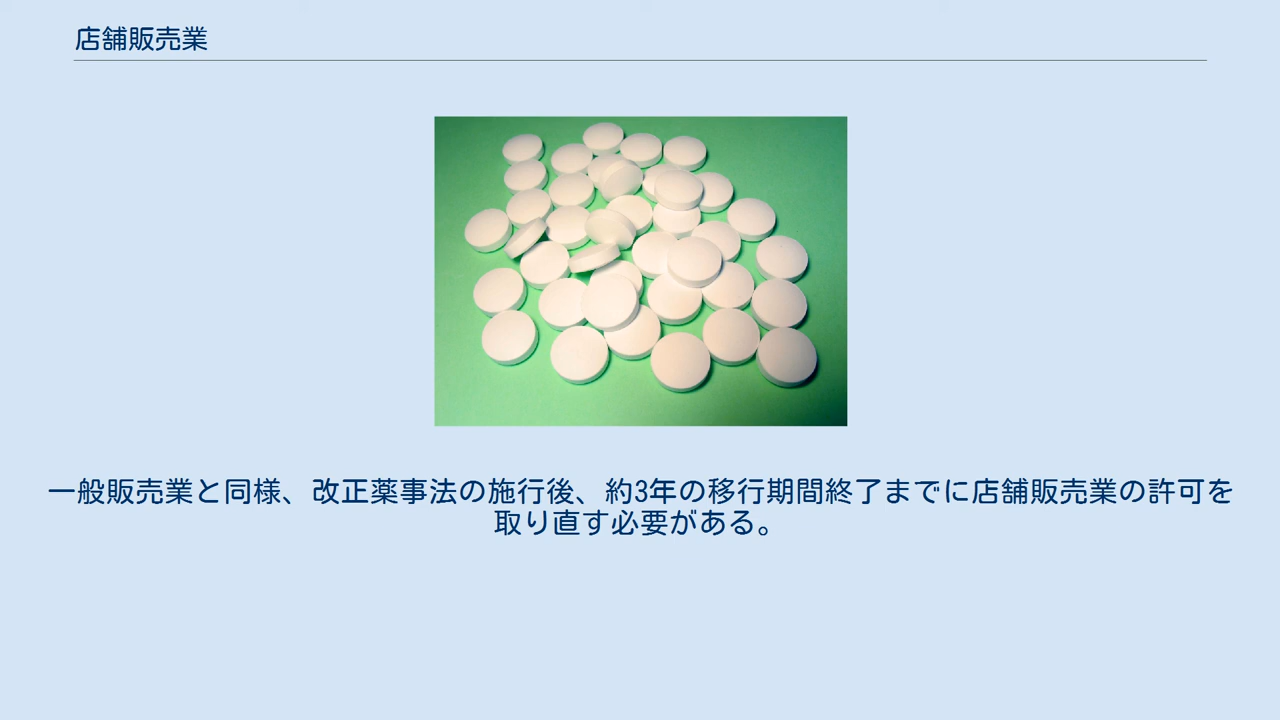 店舗販売業
一般販売業と同様、改正薬事法の施行後、約3年の移行期間終了までに店舗販売業の許可を
取り直す必要がある。